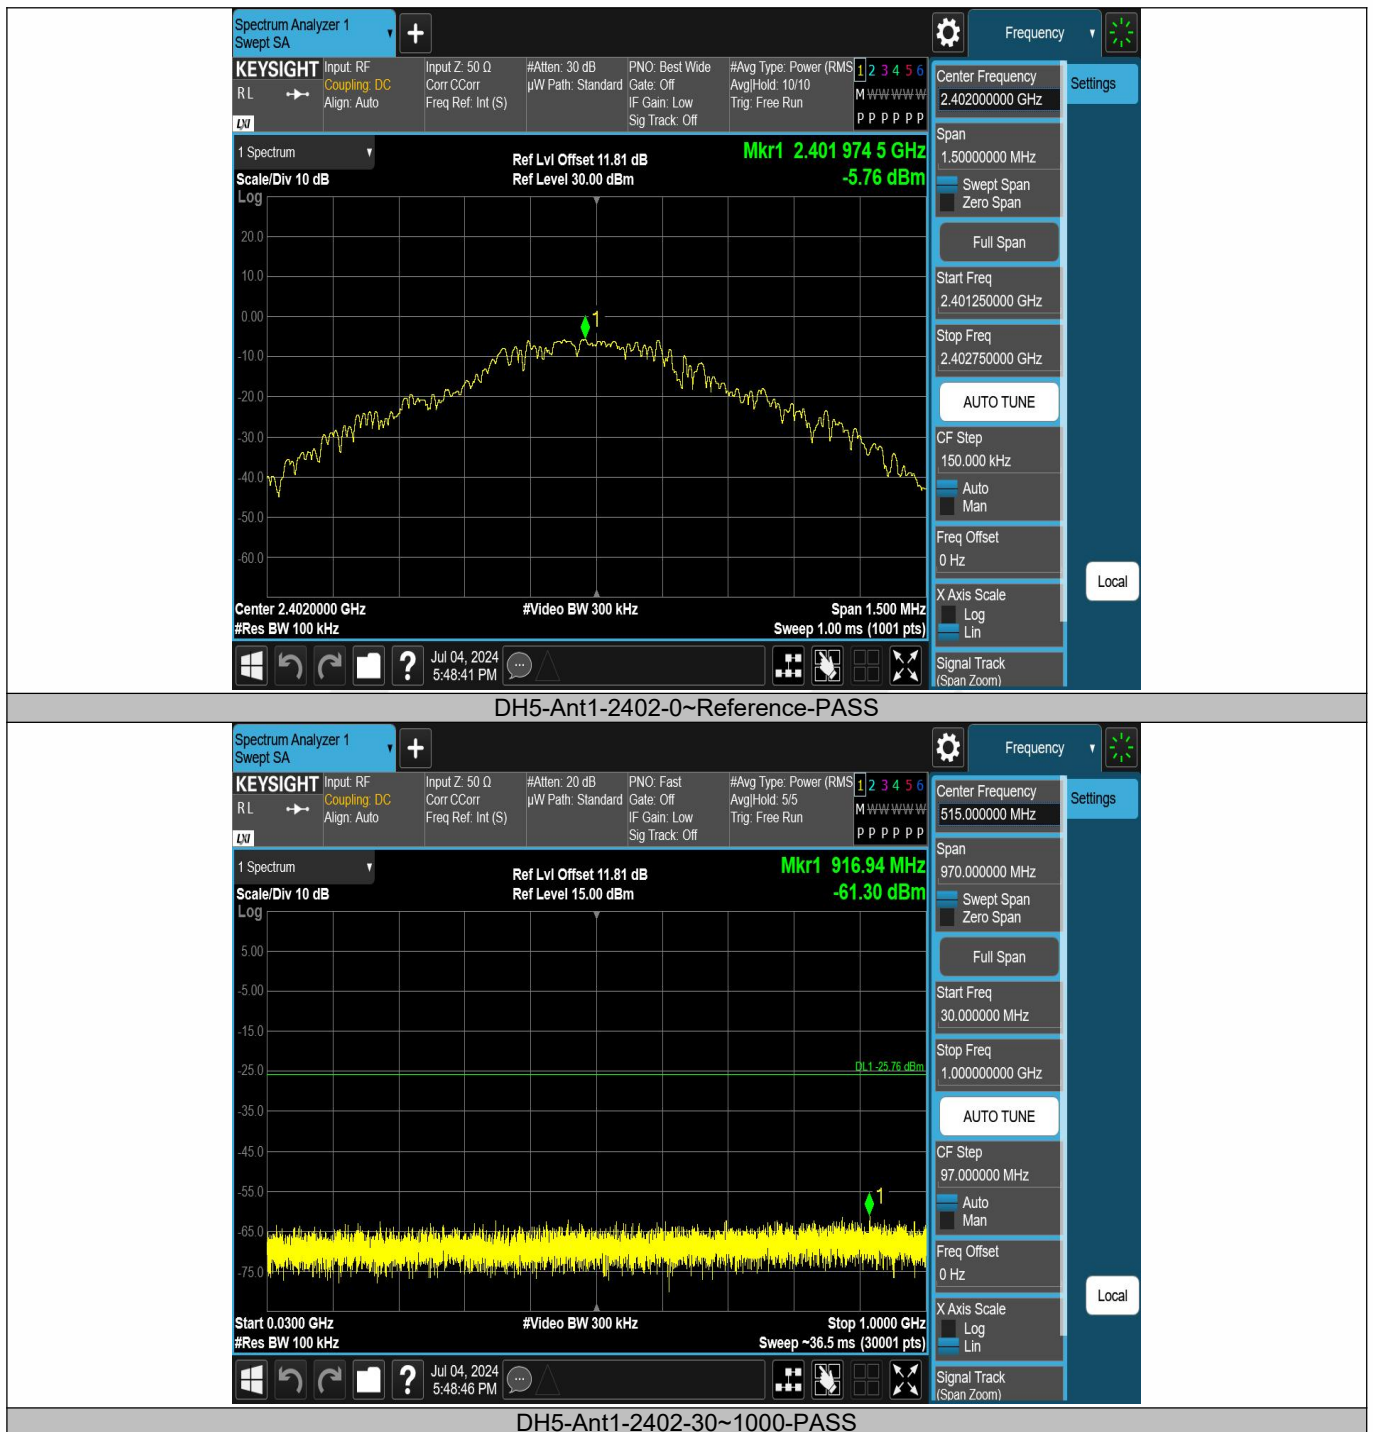 Spectrum Analyzer 1
Swept SA
+
Frequency
KEYSIGHT
R L
LXI
Input: RF
Coupling: DC
Align: Auto
Input Z: 50 Ω
Corr CCorr
Freq Ref: Int (S)
#Atten: 30 dB
µW Path: Standard
PNO: Best Wide
Gate: Off
IF Gain: Low
Sig Track: Off
#Avg Type: Power (RMS
Avg|Hold: 10/10
Trig: Free Run
1 2 3 4 5 6
M W W W W W
P P P P P P
1 Spectrum
Scale/Div 10 dB
Log
Ref Lvl Offset 11.81 dB
Ref Level 30.00 dBm
Mkr1 2.401 974 5 GHz
-5.76 dBm
20.0
10.0
0.00
-10.0
-20.0
-30.0
-40.0
-50.0
-60.0
1
Center 2.4020000 GHz
#Res BW 100 kHz
#Video BW 300 kHz
Span 1.500 MHz
Sweep 1.00 ms (1001 pts)
Jul 04, 2024
5:48:41 PM
Center Frequency
2.402000000 GHz
Settings
Span
1.50000000 MHz
Swept Span
Zero Span
Full Span
Start Freq
2.401250000 GHz
Stop Freq
2.402750000 GHz
AUTO TUNE
CF Step
150.000 kHz
Auto
Man
Freq Offset
0 Hz
Local
X Axis Scale
Log
Lin
Signal Track
(Span Zoom)
DH5-Ant1-2402-0~Reference-PASS
Spectrum Analyzer 1
Swept SA
+
Frequency
KEYSIGHT
R L
LXI
Input: RF
Coupling: DC
Align: Auto
Input Z: 50 Ω
Corr CCorr
Freq Ref: Int (S)
#Atten: 20 dB
µW Path: Standard
PNO: Fast
Gate: Off
IF Gain: Low
Sig Track: Off
#Avg Type: Power (RMS
Avg|Hold: 5/5
Trig: Free Run
1 2 3 4 5 6
M W W W W W
P P P P P P
1 Spectrum
Scale/Div 10 dB
Log
Ref Lvl Offset 11.81 dB
Ref Level 15.00 dBm
Mkr1 916.94 MHz
-61.30 dBm
5.00
-5.00
-15.0
-25.0
-35.0
-45.0
-55.0
-65.0
-75.0
DL1 -25.76 dBm
1
Start 0.0300 GHz
#Res BW 100 kHz
#Video BW 300 kHz
Stop 1.0000 GHz
Sweep ~36.5 ms (30001 pts)
Jul 04, 2024
5:48:46 PM
Center Frequency
515.000000 MHz
Settings
Span
970.000000 MHz
Swept Span
Zero Span
Full Span
Start Freq
30.000000 MHz
Stop Freq
1.000000000 GHz
AUTO TUNE
CF Step
97.000000 MHz
Auto
Man
Freq Offset
0 Hz
Local
X Axis Scale
Log
Lin
Signal Track
(Span Zoom)
DH5-Ant1-2402-30~1000-PASS